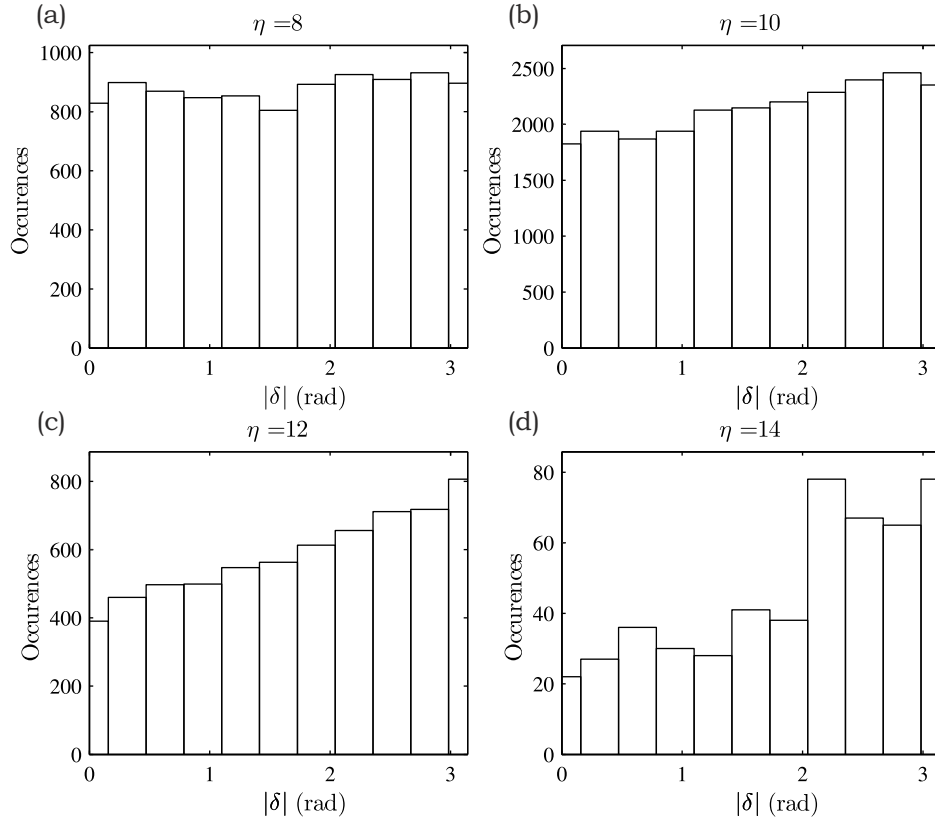 (a)
η =8
1000
800
600
400
200
0
Occurences
0 1 2 3
|δ| (rad)
(b)
η =10
2500
2000
1500
1000
500
0
Occurences
0 1 2 3
|δ| (rad)
(c)
η =12
800
600
400
200
0
Occurences
0 1 2 3
|δ| (rad)
(d)
η =14
80
60
40
20
0
Occurences
0 1 2 3
|δ| (rad)